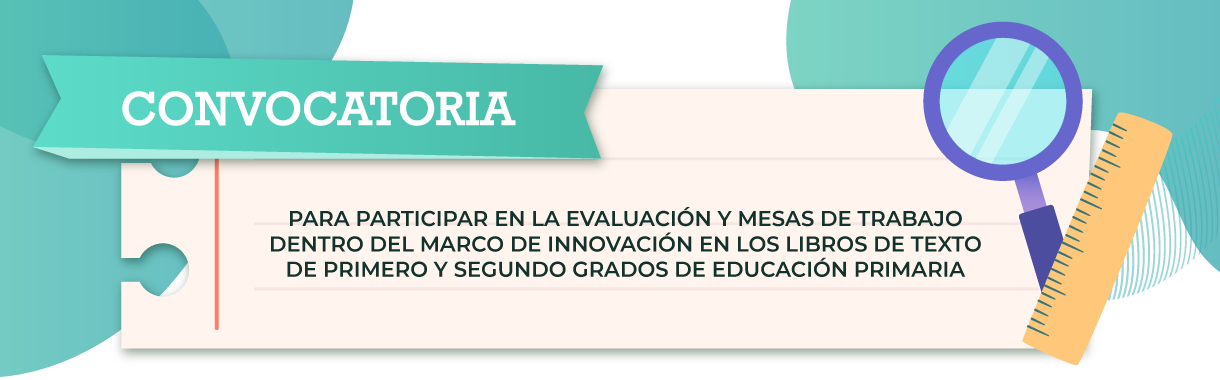 CONVOCATORIA
PARA PARTICIPAR EN LA EVALUACIÓN Y MESAS DE TRABAJO
DENTRO DEL MARCO DE INNOVACIÓN EN LOS LIBROS DE TEXTO
DE PRIMERO Y SEGUNDO GRADOS DE EDUCACIÓN PRIMARIA